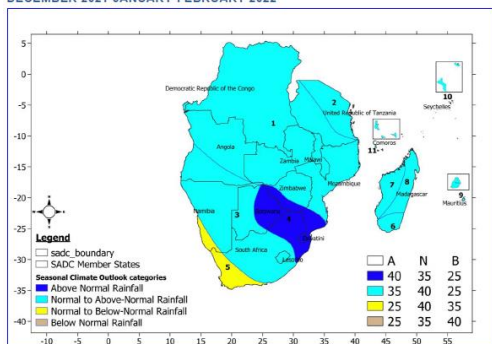 DECEMBER 2021-JANUARY-FEBRUARY 2022
5
0
-5
-10
-15
-20
-25
-30
-35
-40
Democratic Republic of the Congo
2
United Republic of Tanzania
1
10
Seychelles
Comoros
11
Angola
Zambia
Malawi
Mozambique
7
8
Madagascar
9
Mauritius
6
Namibia
3
Zimbabwe
Botswana
4
Eswatini
South Africa
Lesotho
5
Legend
sadc_boundary
SADC Member States
Seasonal Climate Outlook categories
Above Normal Rainfall
Normal to Above-Normal Rainfall
Normal to Below-Normal Rainfall
Below Normal Rainfall
A N B
40 35 25
35 40 25
25 40 35
25 35 40
-10 -5 0 5 10 15 20 25 30 35 40 45 50 55